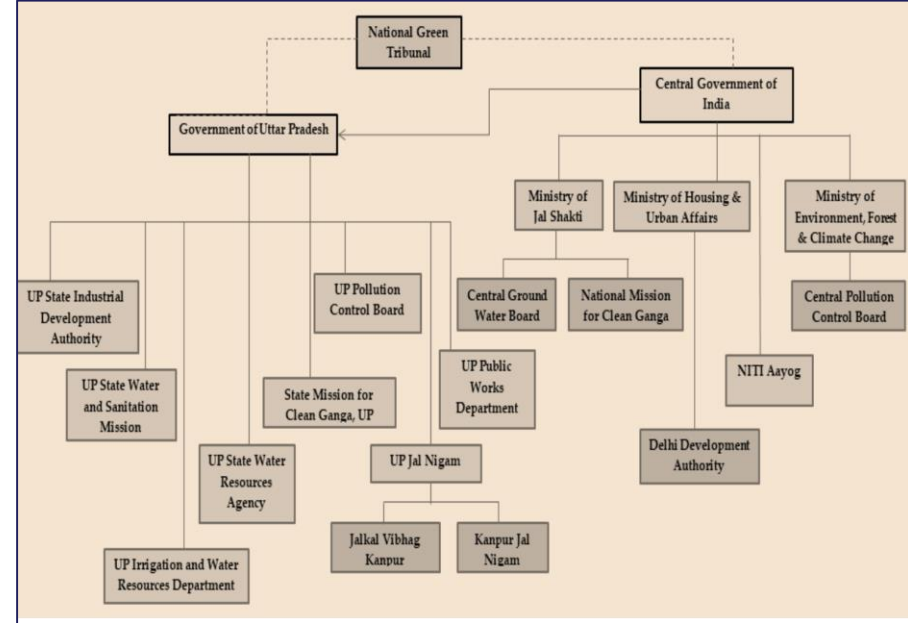 National Green
Tribunal
Central Government of
India
Government of Uttar Pradesh
Ministry of
Jal Shakti
Ministry of Housing &
Urban Affairs
Ministry of
Environment, Forest
& Climate Change
UP State Industrial
Development
Authority
UP Pollution
Control Board
Central Ground
Water Board
National Mission
for Clean Ganga
Central Pollution
Control Board
UP State Water
and Sanitation
Mission
State Mission for
Clean Ganga, UP
UP Public
Works
Department
NITI Aayog
UP State Water
Resources
Agency
UP Jal Nigam
Delhi Development
Authority
Jalkal Vibhag
Kanpur
Kanpur Jal
Nigam
UP Irrigation and Water
Resources Department